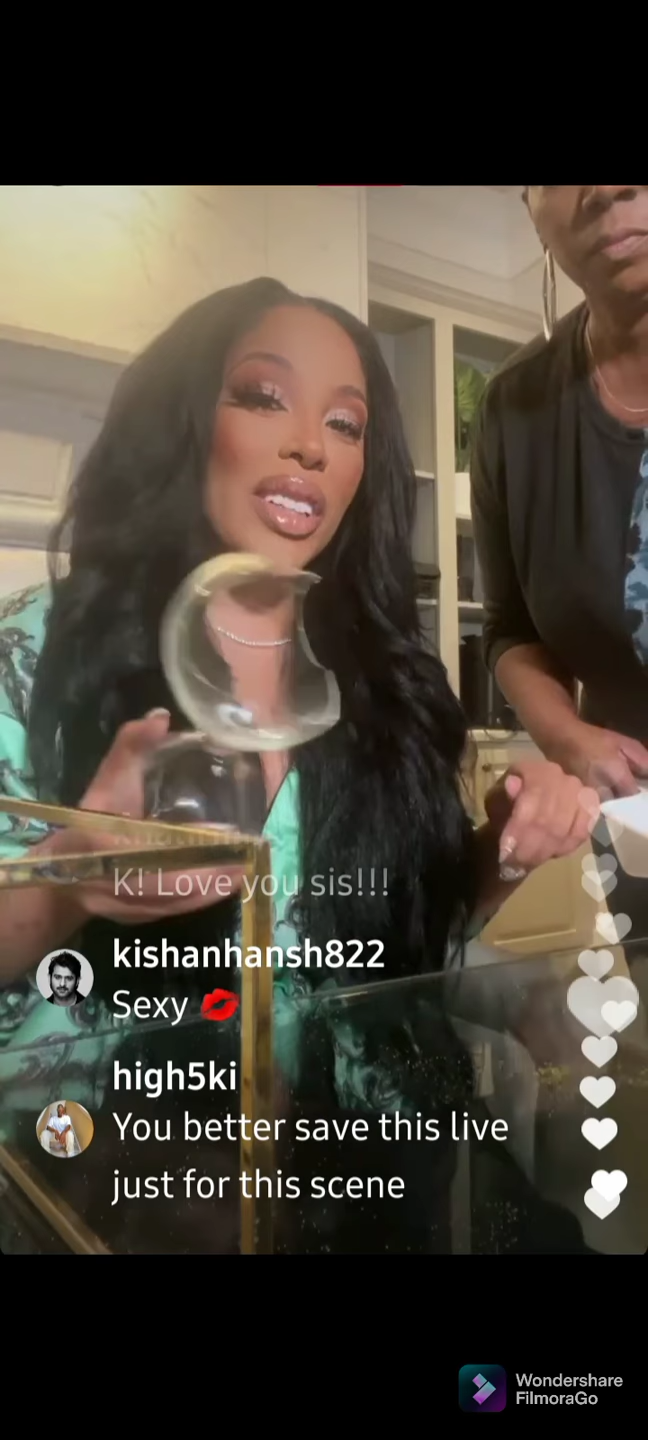 K! Love you sis!!!
kishanhansh822
Sexy 💋
high5ki
You better save this live
just for this scene
Wondershare
FilmoraGo